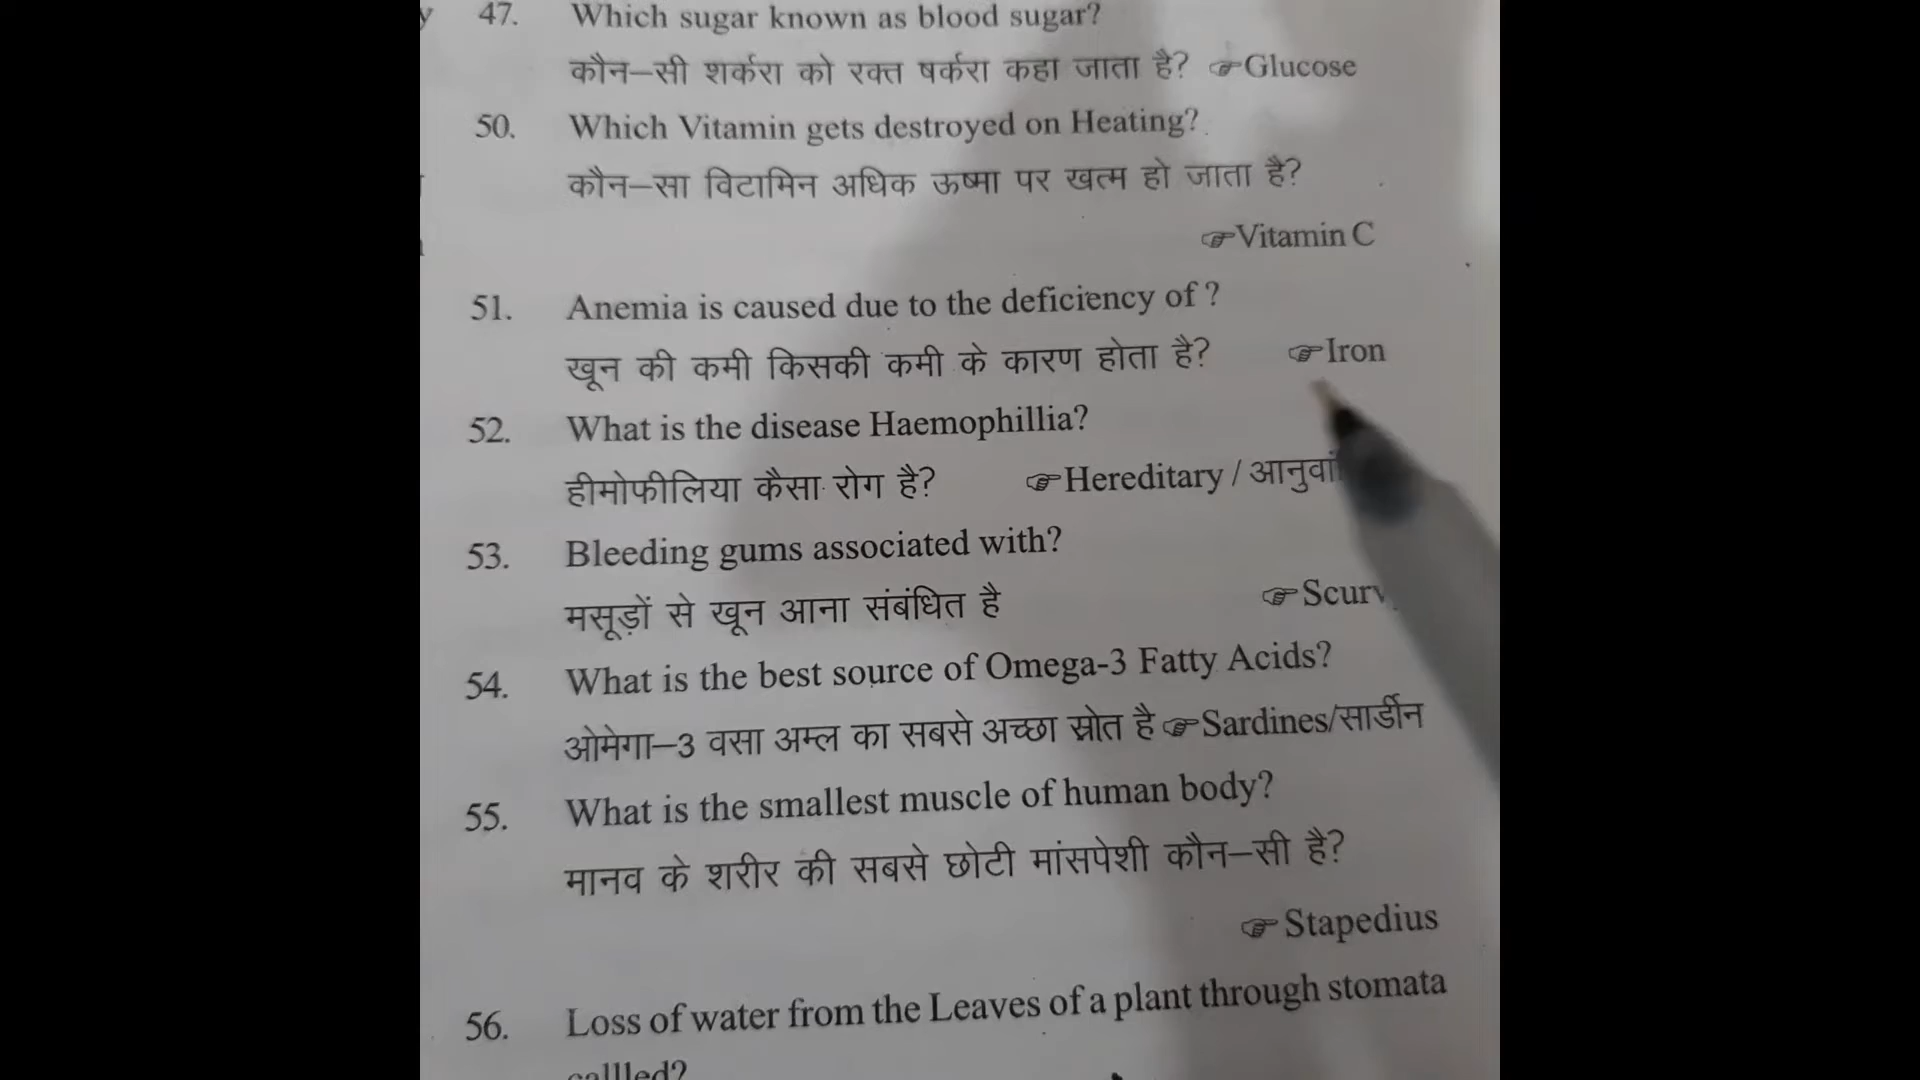 47. Which sugar known as blood sugar?
कौन–सी शर्करा को रक्त षर्करा कहा जाता है? ☞Glucose
50. Which Vitamin gets destroyed on Heating?
कौन–सा विटामिन अधिक ऊष्मा पर खत्म हो जाता है?
☞Vitamin C
51. Anemia is caused due to the deficiency of ?
खून की कमी किसकी कमी के कारण होता है? ☞Iron
52. What is the disease Haemophillia?
हीमोफीलिया कैसा रोग है? ☞Hereditary /
53. Bleeding gums associated with?
मसूड़ों से खून आना संबंधित है
54. What is the best source of Omega-3 Fatty Acids?
ओमेगा–3 वसा अम्ल का सबसे अच्छा स्रोत है ☞Sardines/सार्डीन
55. What is the smallest muscle of human body?
मानव के शरीर की सबसे छोटी मांसपेशी कौन–सी है?
☞Stapedius
56. Loss of water from the Leaves of a plant through stomata
callled?